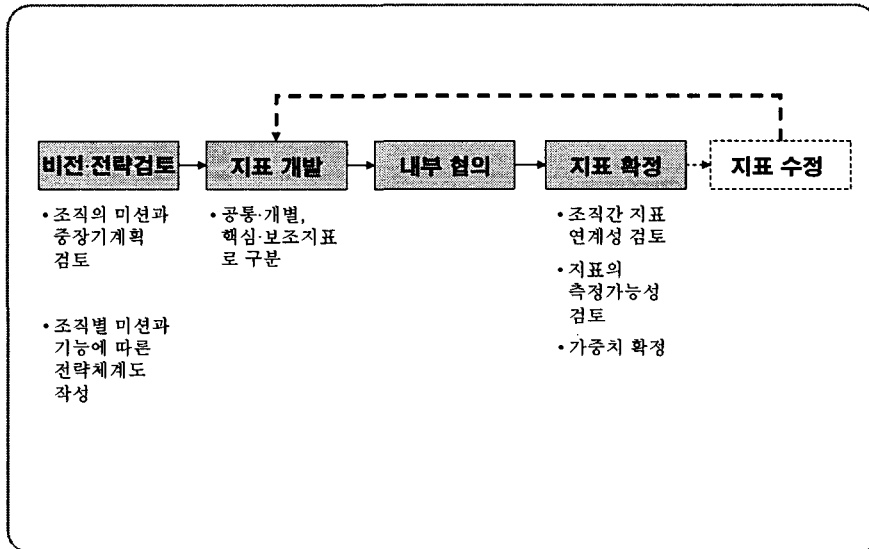 비전·전략검토
지표 개발
내부 협의
지표 확정
지표 수정
• 조직의 미션과
중장기계획
검토
• 조직별 미션과
기능에 따른
전략체계도
작성
• 공통·개별,
핵심·보조지표
로 구분
• 조직간 지표
연계성 검토
• 지표의
측정가능성
검토
• 가중치 확정